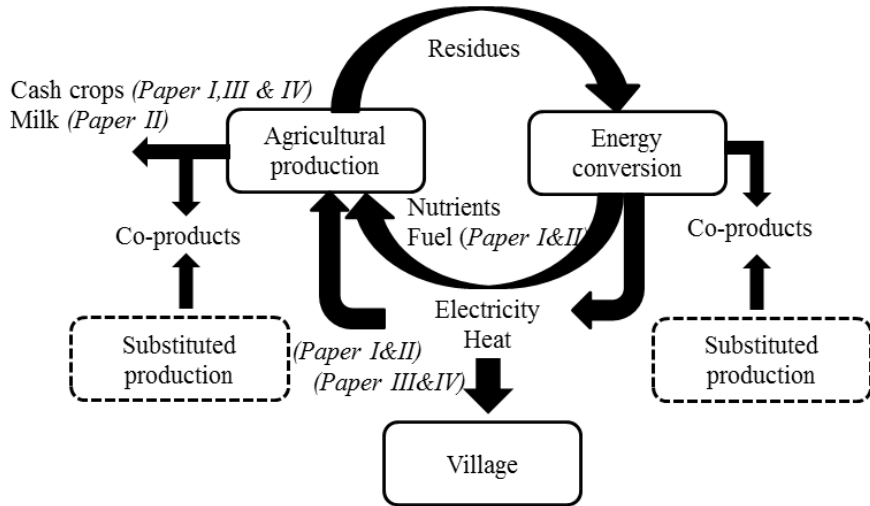 Residues
Cash crops (Paper I,III & IV)
Milk (Paper II)
Agricultural
production
Energy
conversion
Nutrients
Fuel (Paper I&II)
Co-products
Co-products
Electricity
Heat
Substituted
production
(Paper I&II)
(Paper III&IV)
Substituted
production
Village